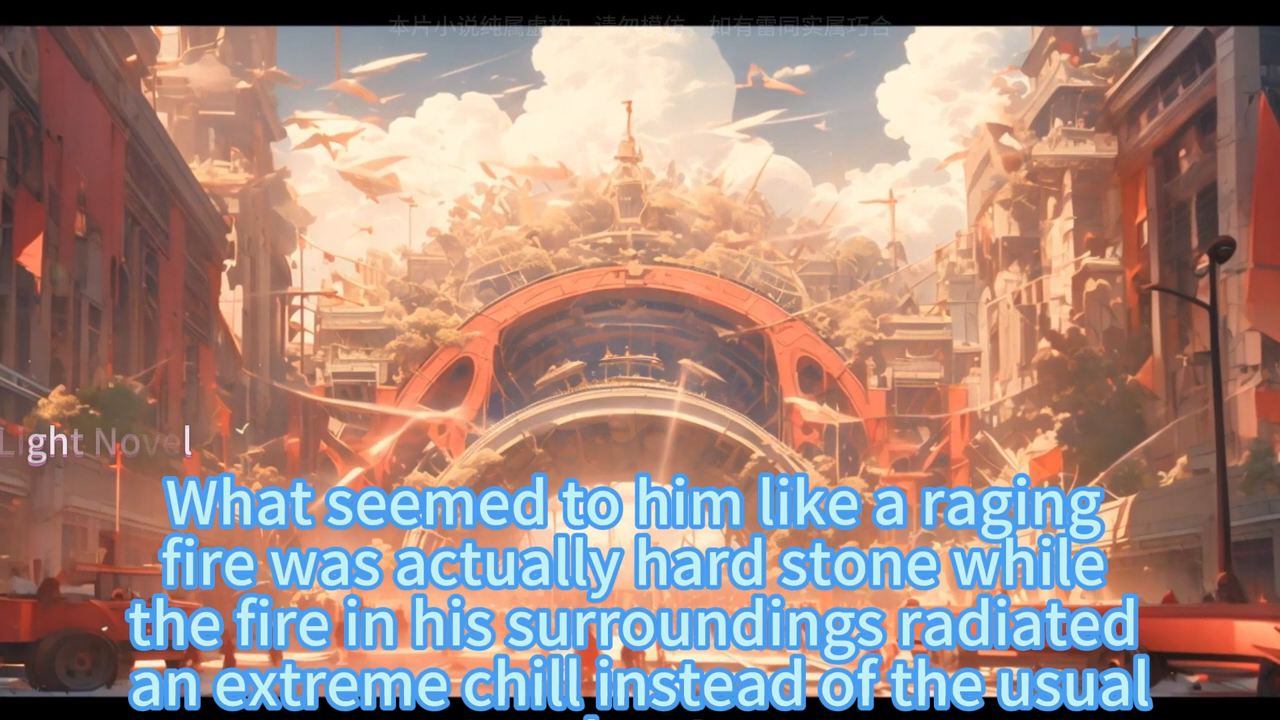 本片小说纯属虚构，请勿模仿，如有雷同实属巧合
Light Novel
What seemed to him like a raging
fire was actually hard stone while
the fire in his surroundings radiated
an extreme chill instead of the usual